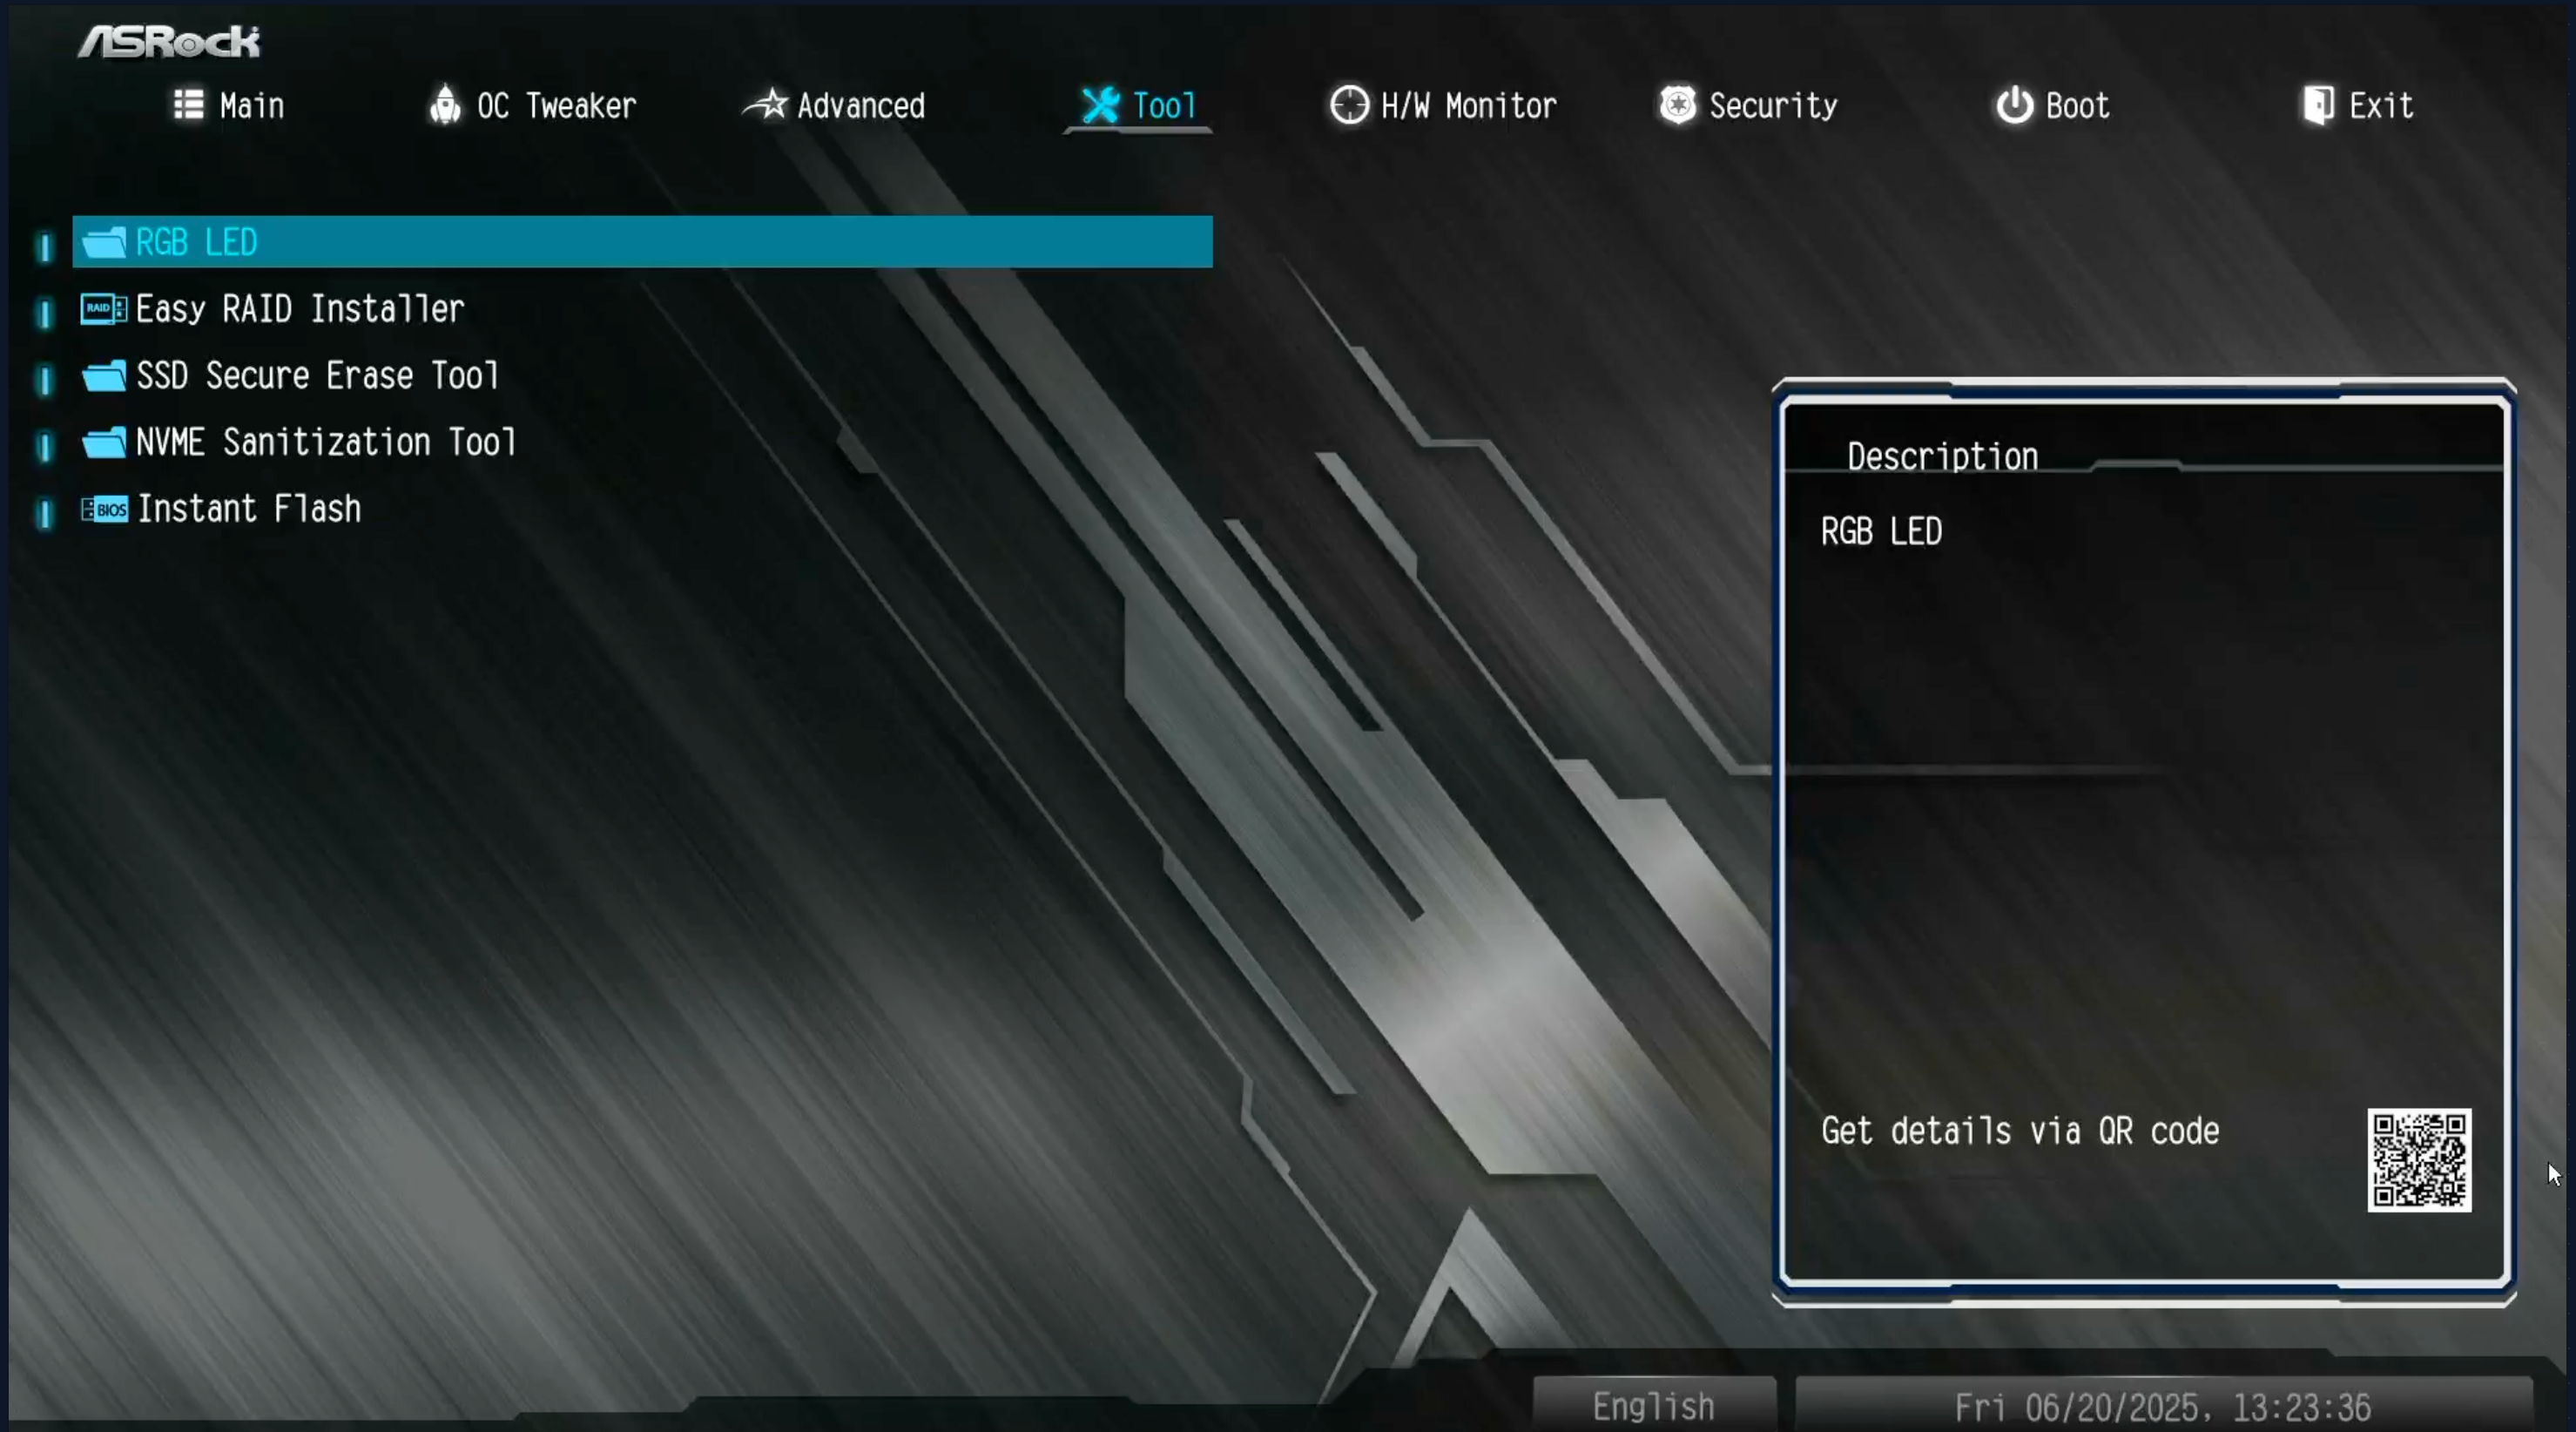 ASRock
Main OC Tweaker Advanced Tool H/W Monitor Security Boot Exit
RGB LED
RAID Easy RAID Installer
SSD Secure Erase Tool
NVME Sanitization Tool
BIOS Instant Flash
Description
RGB LED
Get details via QR code
English Fri 06/20/2025, 13:23:36